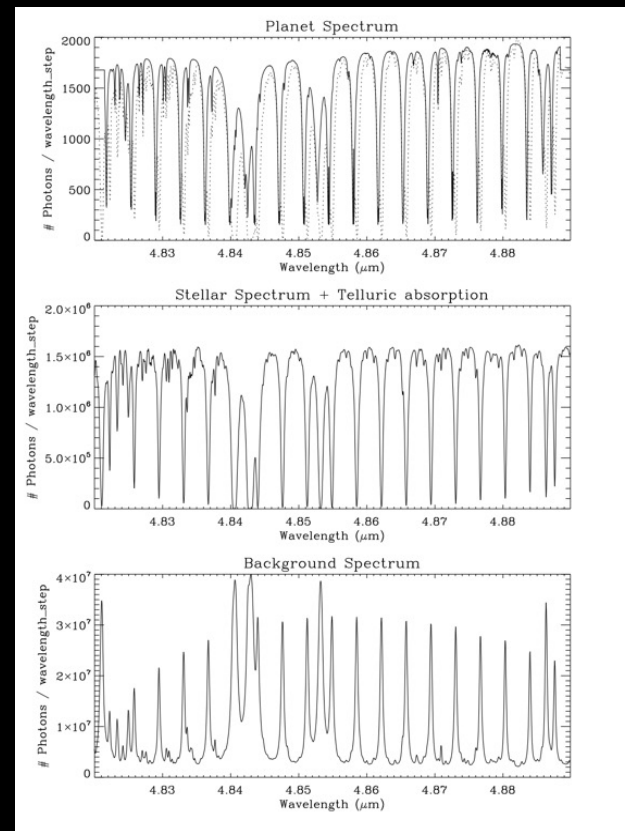 Planet Spectrum
# Photons / wavelength_step
2000
1500
1000
500
0
4.83 4.84 4.85 4.86 4.87 4.88
Wavelength (μm)
Stellar Spectrum + Telluric absorption
# Photons / wavelength_step
2.0×10⁶
1.5×10⁶
1.0×10⁶
5.0×10⁵
0
4.83 4.84 4.85 4.86 4.87 4.88
Wavelength (μm)
Background Spectrum
# Photons / wavelength_step
4×10⁷
3×10⁷
2×10⁷
1×10⁷
0
4.83 4.84 4.85 4.86 4.87 4.88
Wavelength (μm)